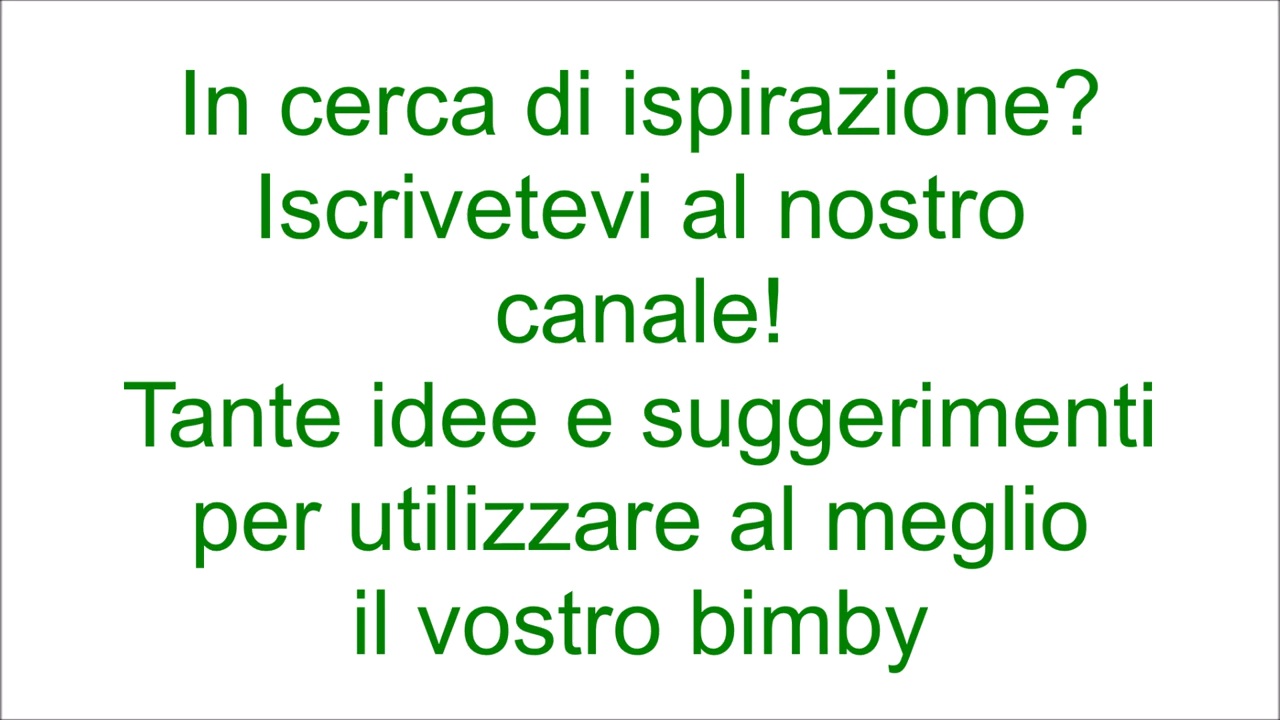 In cerca di ispirazione?
Iscrivetevi al nostro
canale!
Tante idee e suggerimenti
per utilizzare al meglio
il vostro bimby